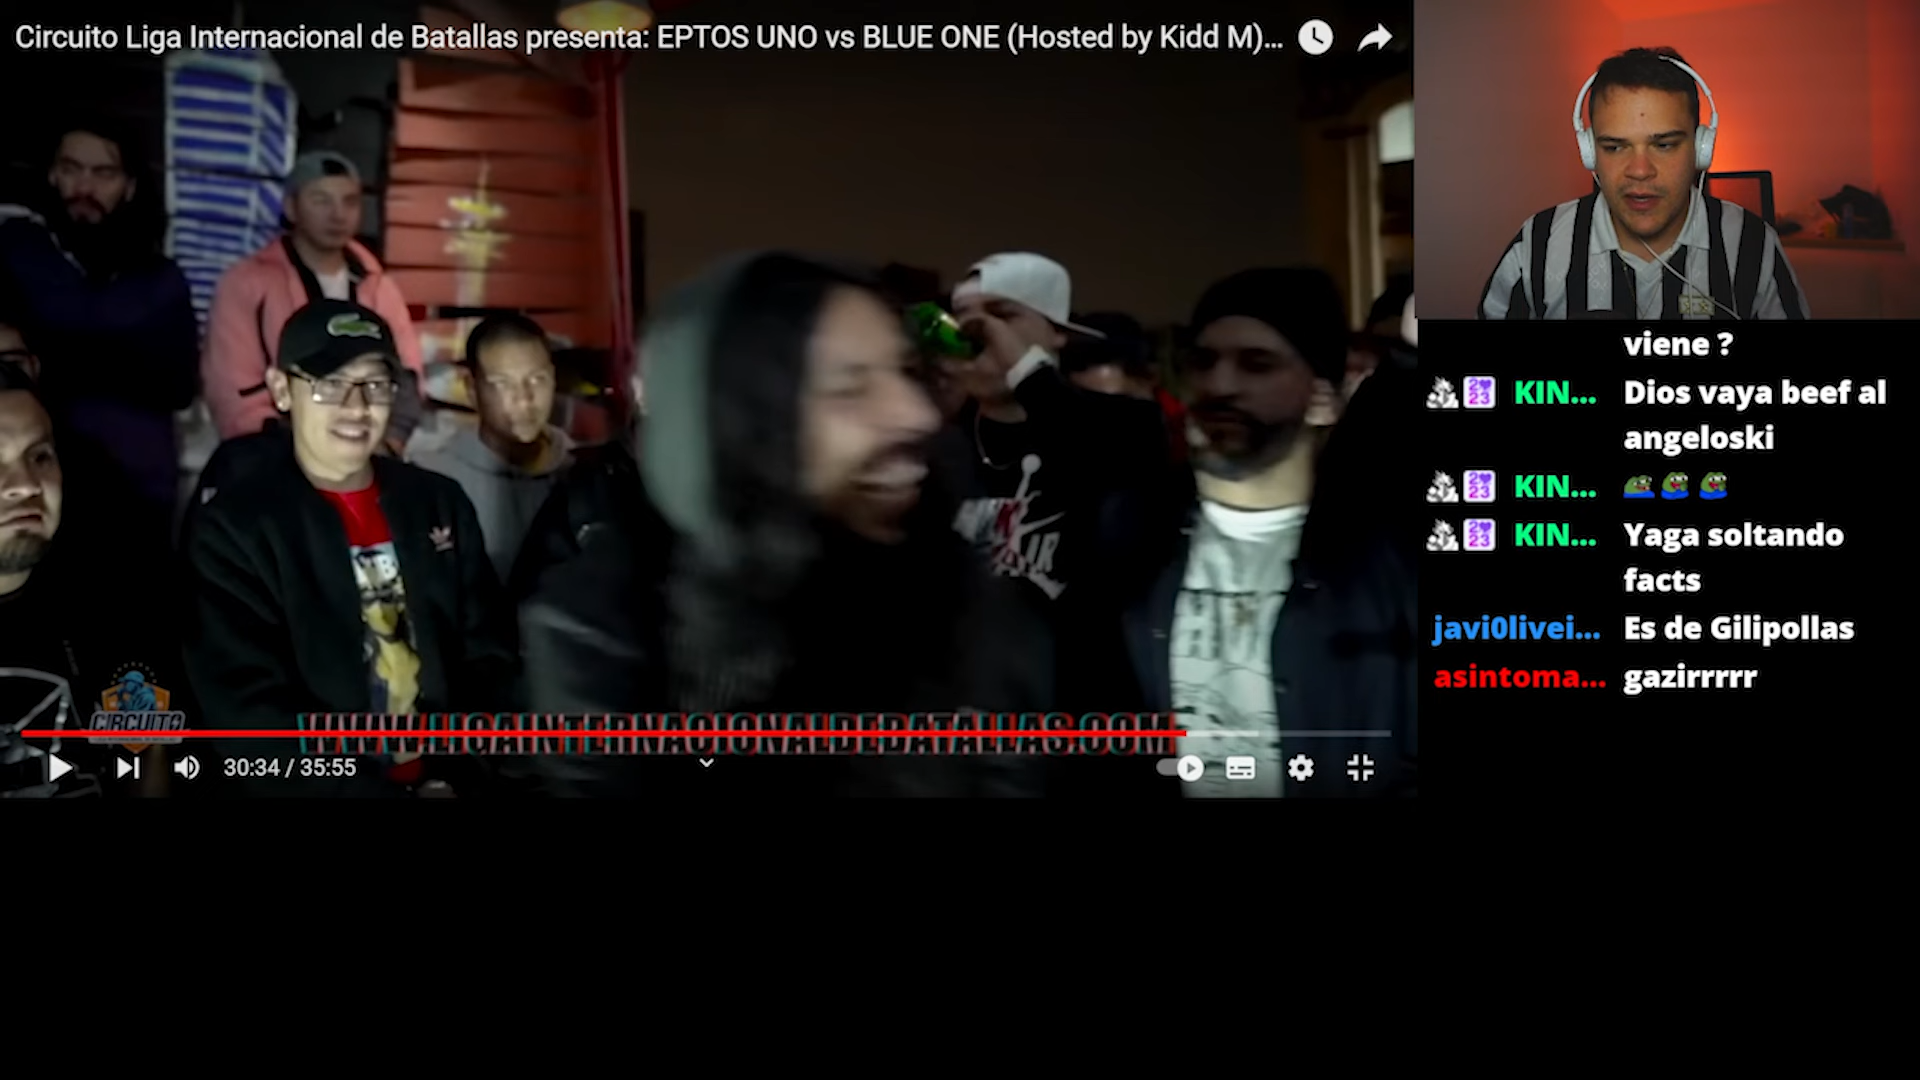 Circuito Liga Internacional de Batallas presenta: EPTOS UNO vs BLUE ONE (Hosted by Kidd M)...
viene ?
KIN... Dios vaya beef al
angeloski
KIN...
KIN... Yaga soltando
facts
javi0livei... Es de Gilipollas
asintoma... gazirrrrr
AIR
CIRCUITO
WWW.LIGAINTERNACIONALDEBATALLAS.COM
30:34 / 35:55